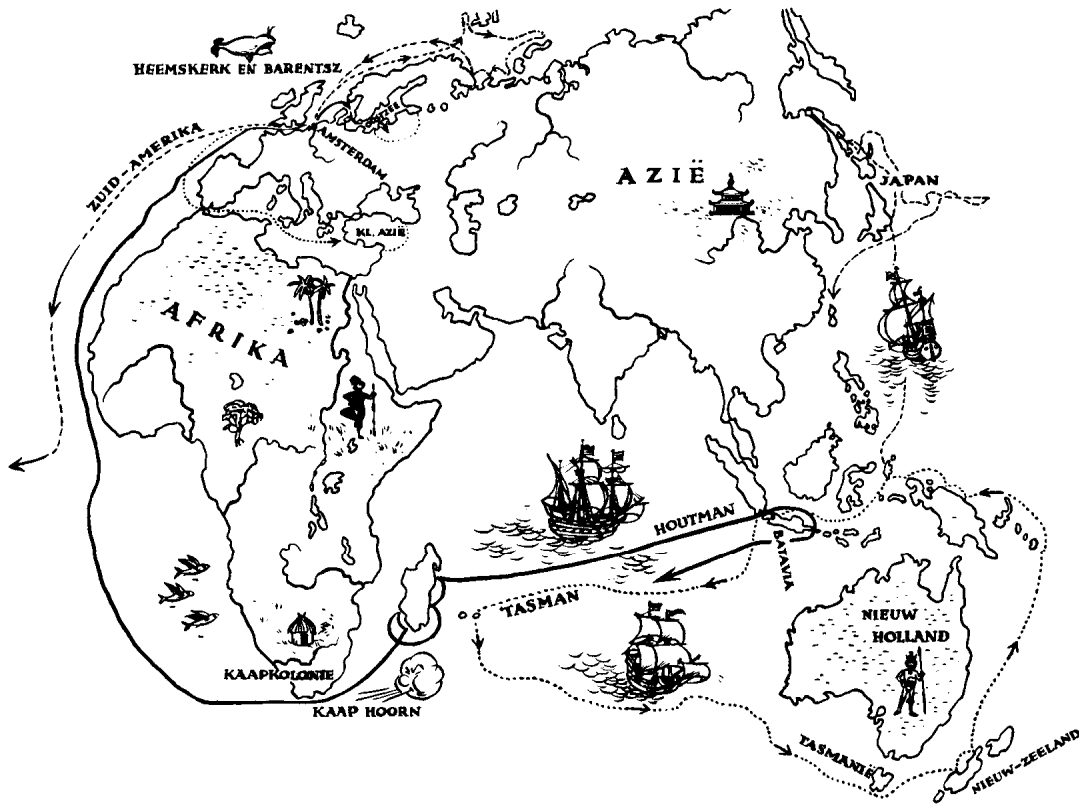 HEEMSKERK EN BARENTSZ
ZUID-AMERIKA
AMSTERDAM
AZIË
JAPAN
KL. AZIË
AFRIKA
HOUTMAN
BATAVIA
TASMAN
NIEUW
HOLLAND
KAAPKOLONIE
KAAP HOORN
TASMANIË
NIEUW-ZEELAND